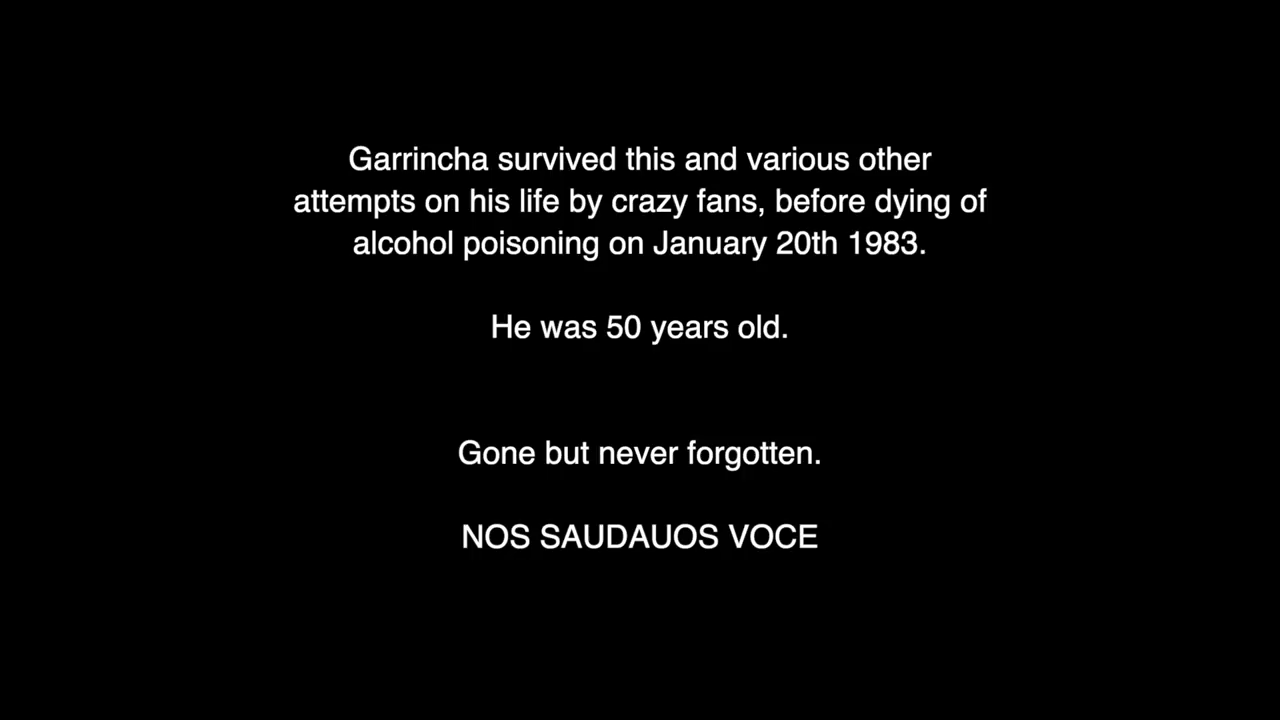 Garrincha survived this and various other
attempts on his life by crazy fans, before dying of
alcohol poisoning on January 20th 1983.
He was 50 years old.
Gone but never forgotten.
NOS SAUDAUOS VOCE